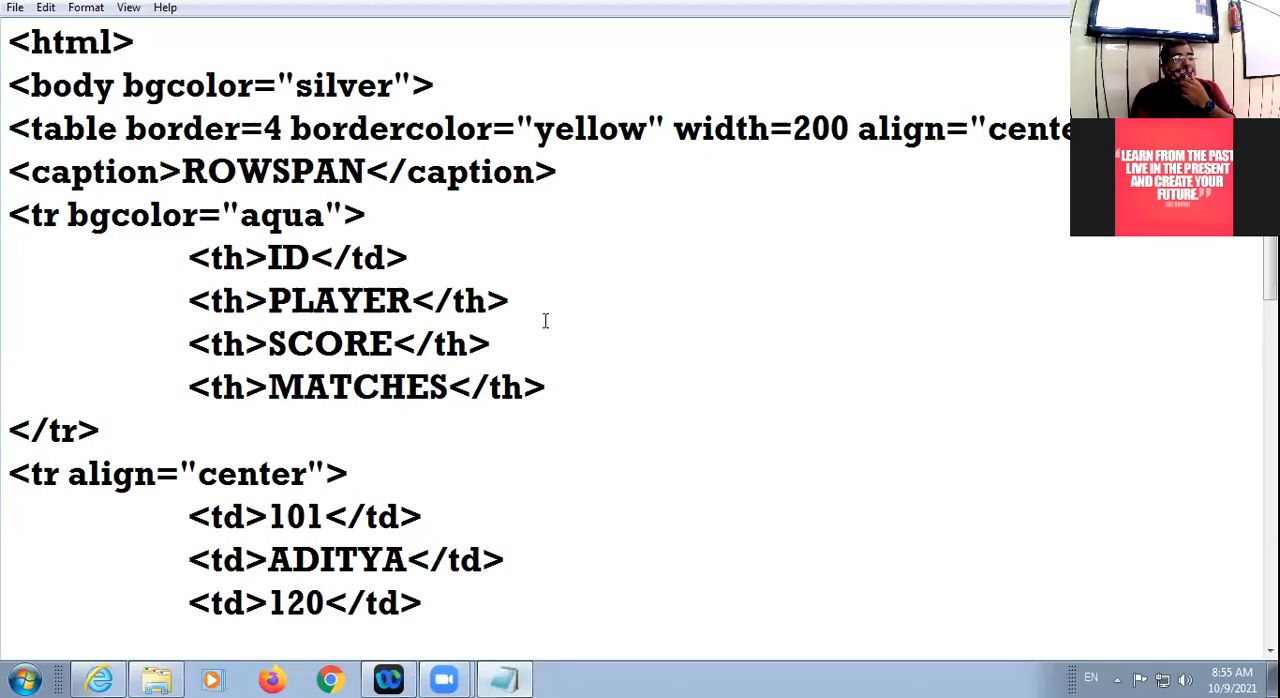 File Edit Format View Help
<html>
<body bgcolor="silver">
<table border=4 bordercolor="yellow" width=200 align="cente
<caption>ROWSPAN</caption>
<tr bgcolor="aqua">
<th>ID</td>
<th>PLAYER</th>
<th>SCORE</th>
<th>MATCHES</th>
</tr>
<tr align="center">
<td>101</td>
<td>ADITYA</td>
<td>120</td>
"LEARN FROM THE PAST
LIVE IN THE PRESENT
AND CREATE YOUR
FUTURE."
EN
8:55 AM
10/9/2021